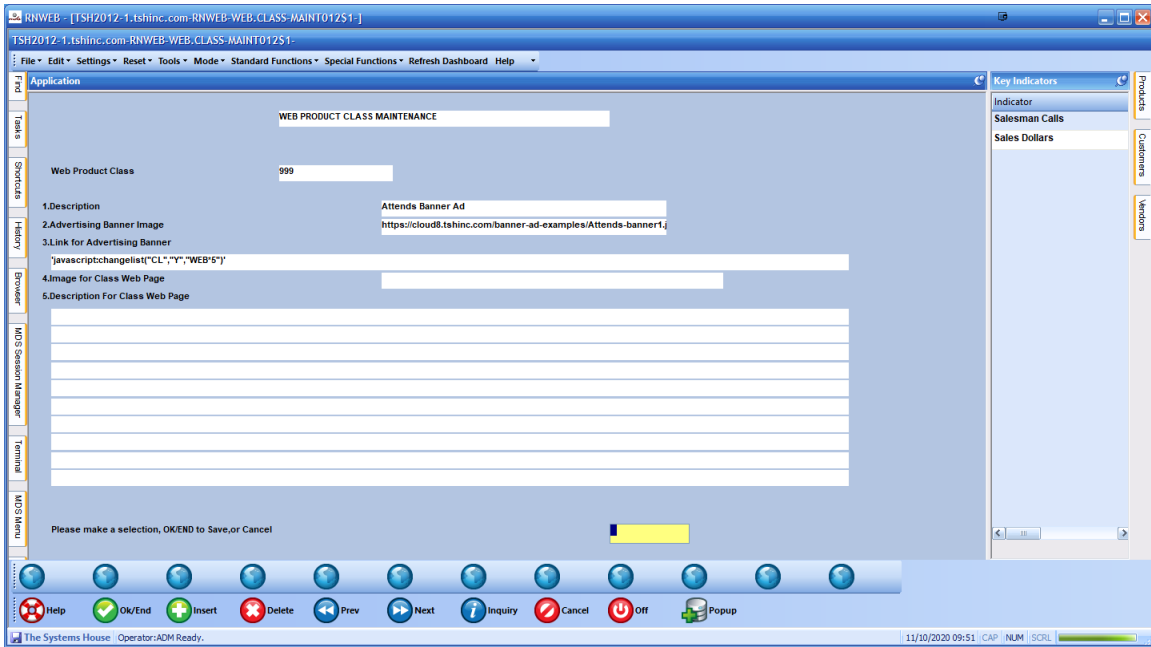 RNWEB - [TSH2012-1.tshinc.com-RNWEB-WEB.CLASS-MAINT012$1-]
TSH2012-1.tshinc.com-RNWEB-WEB.CLASS-MAINT012$1-
File Edit Settings Reset Tools Mode Standard Functions Special Functions Refresh Dashboard Help
Find
Tasks
Shortcuts
History
Browser
MDS Session Manager
Terminal
MDS Menu
Application
WEB PRODUCT CLASS MAINTENANCE
Web Product Class 999
1.Description Attends Banner Ad
2.Advertising Banner Image https://cloud8.tshinc.com/banner-ad-examples/Attends-banner1.j
3.Link for Advertising Banner
'javascript:changelist("CL","Y","WEB*5")'
4.Image for Class Web Page
5.Description For Class Web Page
Please make a selection, OK/END to Save,or Cancel
Key Indicators
Indicator
Salesman Calls
Sales Dollars
Products
Customers
Vendors
Help Ok/End Insert Delete Prev Next Inquiry Cancel Off Popup
The Systems House Operator:ADM Ready. 11/10/2020 09:51 CAP NUM SCRL